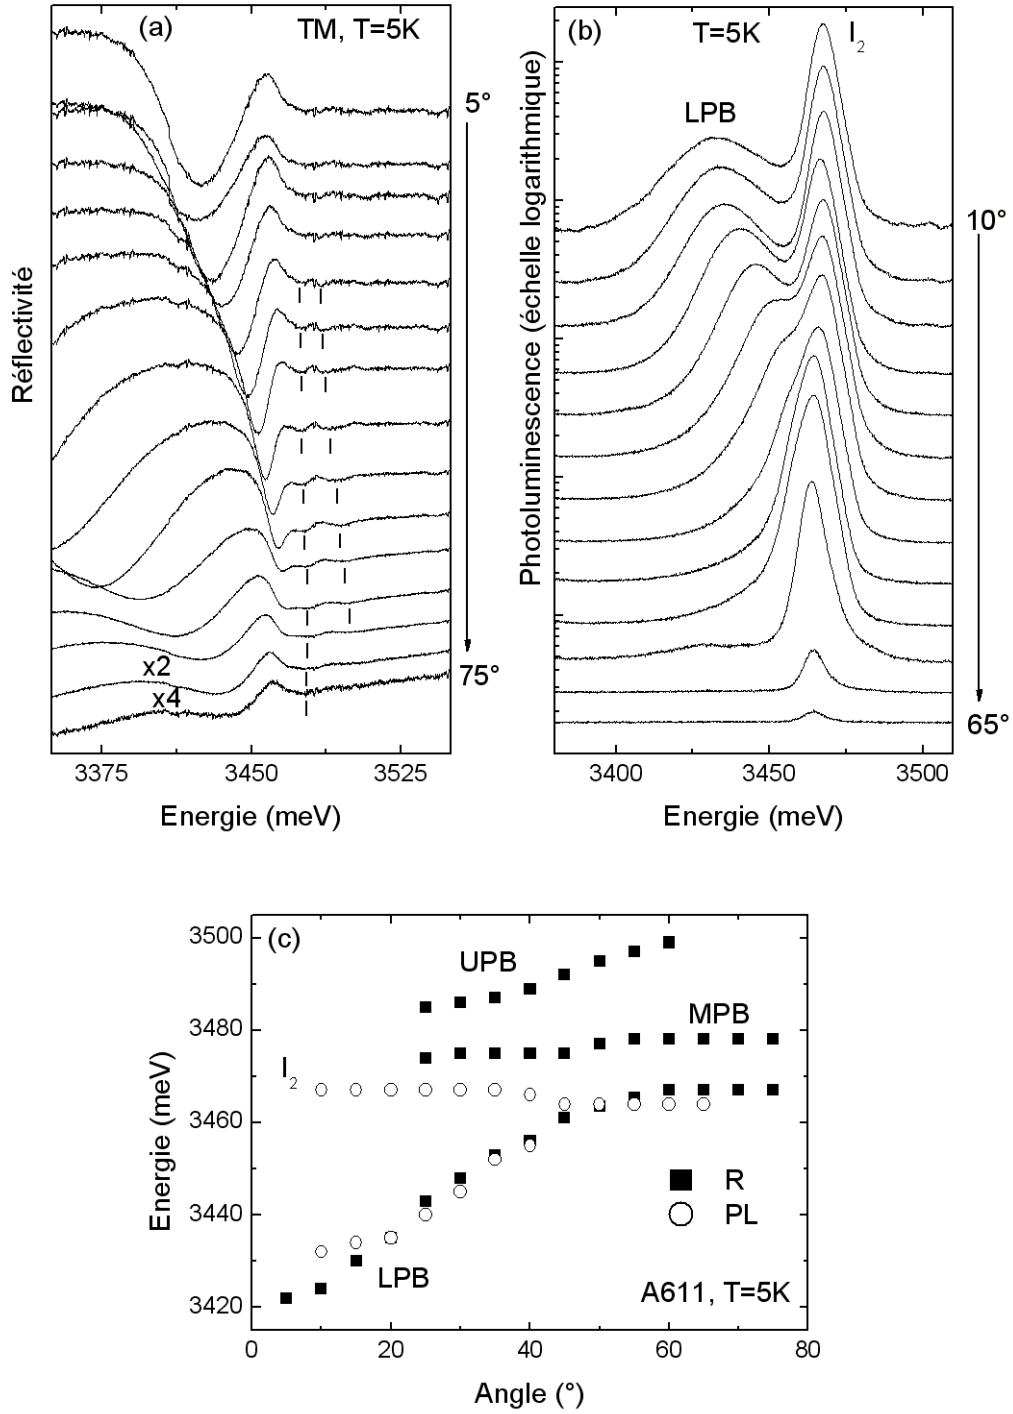 (a)
TM, T=5K
5°
75°
x2
x4
Réflectivité
3375
3450
3525
Energie (meV)
(b)
T=5K
I2
LPB
10°
65°
Photoluminescence (échelle logarithmique)
3400
3450
3500
Energie (meV)
(c)
UPB
MPB
I2
LPB
R
PL
A611, T=5K
3500
3480
3460
3440
3420
Energie (meV)
0
20
40
60
80
Angle (°)